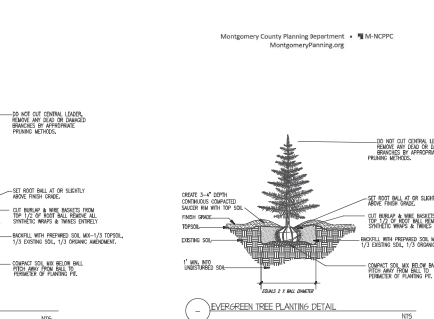 Montgomery County Planning Department • M-NCPPC
MontgomeryPanning.org
DO NOT CUT CENTRAL LEADER,
REMOVE ANY DEAD OR DAMAGED
BRANCHES BY APPROPRIATE
PRUNING METHODS.
SET ROOT BALL AT OR SLIGHTLY
ABOVE FINISH GRADE.
CUT BURLAP & WIRE BASKETS FROM
TOP 1/2 OF ROOT BALL REMOVE ALL
SYNTHETIC WRAPS & TWINES ENTIRELY
BACKFILL WITH PREPARED SOIL MIX-1/3 TOPSOIL,
1/3 EXISTING SOIL, 1/3 ORGANIC AMENDMENT.
COMPACT SOIL MIX BELOW BALL
PITCH AWAY FROM BALL TO
PERIMETER OF PLANTING PIT.
NTS
DO NOT CUT CENTRAL LE
REMOVE ANY DEAD OR D
BRANCHES BY APPROPRIA
PRUNING METHODS.
CREATE 3-4" DEPTH
CONTINUOUS COMPACTED
SAUCER RIM WITH TOP SOIL
FINISH GRADE
TOPSOIL
EXISTING SOIL
1' MIN. INTO
UNDISTURBED SOIL
SET ROOT BALL AT OR SLIGHT
ABOVE FINISH GRADE.
CUT BURLAP & WIRE BASKETS
TOP 1/2 OF ROOT BALL REM
SYNTHETIC WRAPS & TWINES
BACKFILL WITH PREPARED SOIL M
1/3 EXISTING SOIL, 1/3 ORGANIC
COMPACT SOIL MIX BELOW BA
PITCH AWAY FROM BALL TO
PERIMETER OF PLANTING PIT.
EQUALS 2 X BALL DIAMETER
EVERGREEN TREE PLANTING DETAIL
NTS